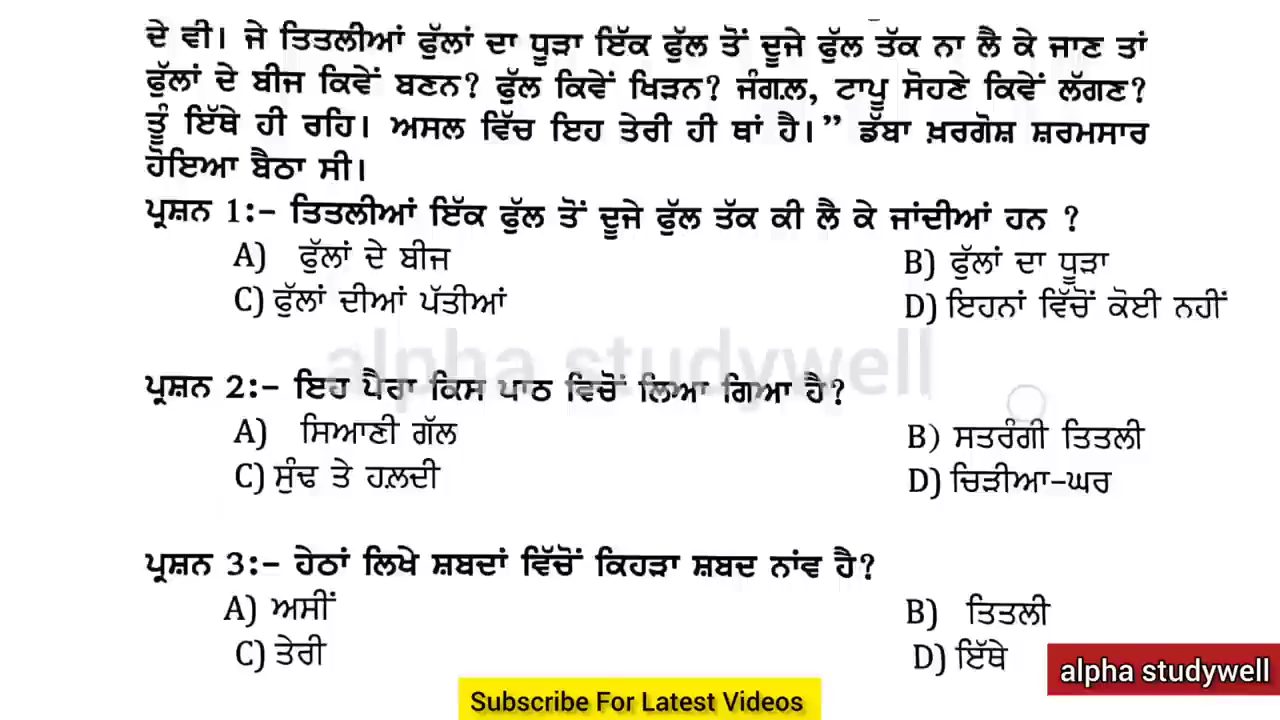 ਦੇ ਵੀ। ਜੇ ਤਿਤਲੀਆਂ ਫੁੱਲਾਂ ਦਾ ਧੂੜਾ ਇੱਕ ਫੁੱਲ ਤੋਂ ਦੂਜੇ ਫੁੱਲ ਤੱਕ ਨਾ ਲੈ ਕੇ ਜਾਣ ਤਾਂ
ਫੁੱਲਾਂ ਦੇ ਬੀਜ ਕਿਵੇਂ ਬਣਨ? ਫੁੱਲ ਕਿਵੇਂ ਖਿੜਨ? ਜੰਗਲ਼, ਟਾਪੂ ਸੋਹਣੇ ਕਿਵੇਂ ਲੱਗਣ?
ਤੂੰ ਇੱਥੇ ਹੀ ਰਹਿ। ਅਸਲ ਵਿੱਚ ਇਹ ਤੇਰੀ ਹੀ ਥਾਂ ਹੈ।” ਡੱਬਾ ਖ਼ਰਗੋਸ਼ ਸ਼ਰਮਸਾਰ
ਹੋਇਆ ਬੈਠਾ ਸੀ।
ਪ੍ਰਸ਼ਨ 1:- ਤਿਤਲੀਆਂ ਇੱਕ ਫੁੱਲ ਤੋਂ ਦੂਜੇ ਫੁੱਲ ਤੱਕ ਕੀ ਲੈ ਕੇ ਜਾਂਦੀਆਂ ਹਨ ?
A) ਫੁੱਲਾਂ ਦੇ ਬੀਜ B) ਫੁੱਲਾਂ ਦਾ ਧੂੜਾ
C) ਫੁੱਲਾਂ ਦੀਆਂ ਪੱਤੀਆਂ D) ਇਹਨਾਂ ਵਿੱਚੋਂ ਕੋਈ ਨਹੀਂ
alpha studywell
ਪ੍ਰਸ਼ਨ 2:- ਇਹ ਪੈਰਾ ਕਿਸ ਪਾਠ ਵਿਚੋਂ ਲਿਆ ਗਿਆ ਹੈ?
A) ਸਿਆਣੀ ਗੱਲ B) ਸਤਰੰਗੀ ਤਿਤਲੀ
C) ਸੁੰਢ ਤੇ ਹਲ਼ਦੀ D) ਚਿੜੀਆ-ਘਰ
ਪ੍ਰਸ਼ਨ 3:- ਹੇਠਾਂ ਲਿਖੇ ਸ਼ਬਦਾਂ ਵਿੱਚੋਂ ਕਿਹੜਾ ਸ਼ਬਦ ਨਾਂਵ ਹੈ?
A) ਅਸੀਂ B) ਤਿਤਲੀ
C) ਤੇਰੀ D) ਇੱਥੇ
alpha studywell
Subscribe For Latest Videos